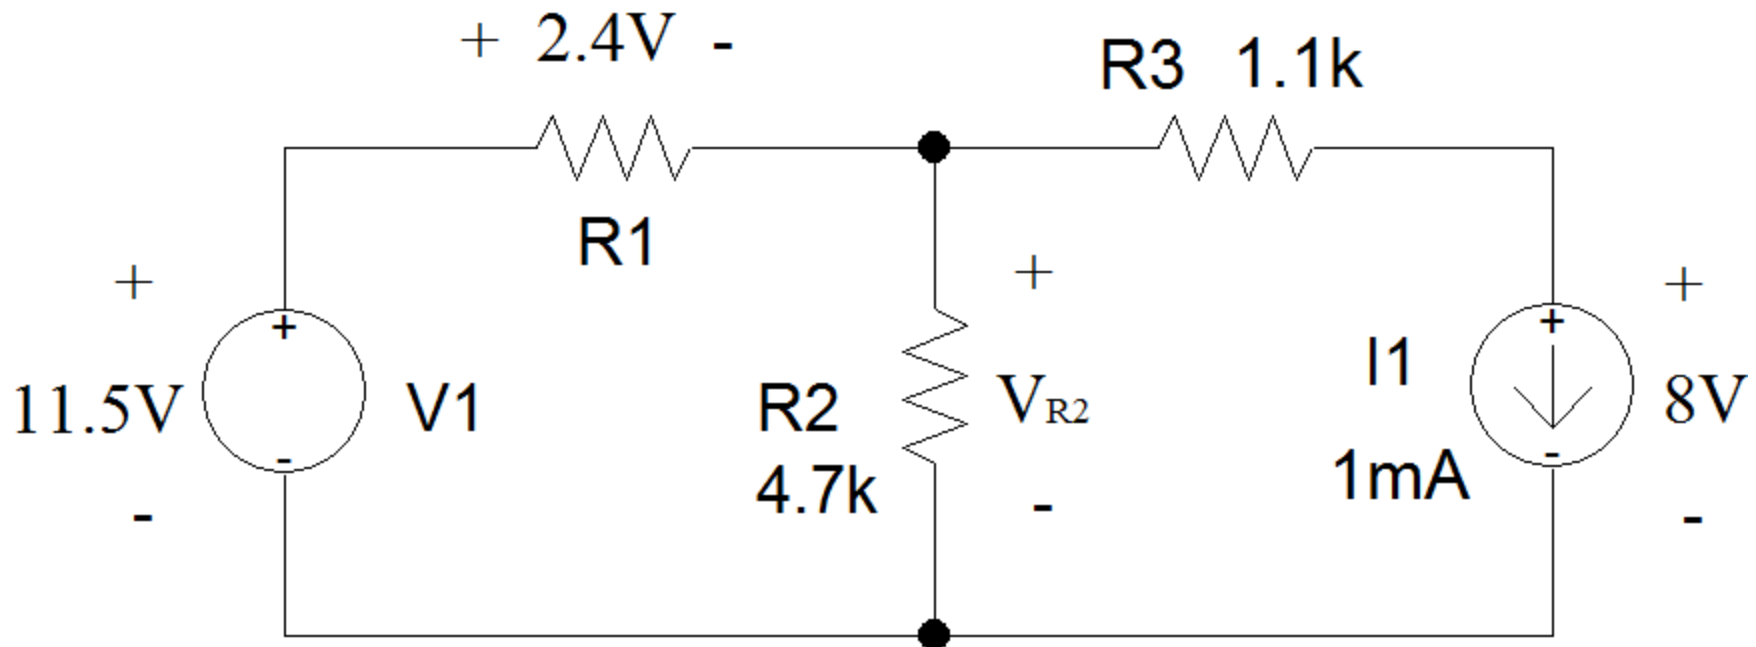 + 2.4V -
R3 1.1k
R1
+
11.5V
-
+
-
V1
R2
4.7k
+
VR2
-
I1
1mA
+
-
+
8V
-